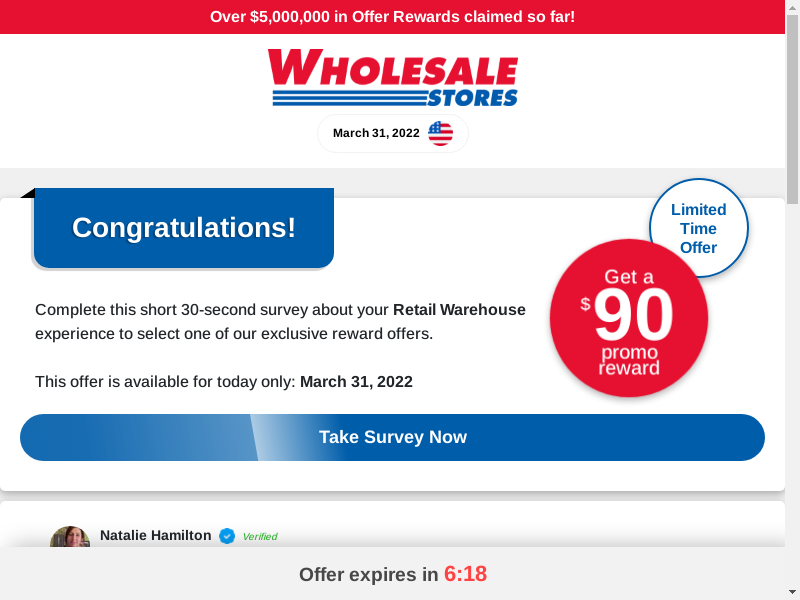 Over $5,000,000 in Offer Rewards claimed so far!
WHOLESALE
STORES
March 31, 2022
Congratulations!
Limited
Time
Offer
Get a
$90
promo
reward
Complete this short 30-second survey about your Retail Warehouse
experience to select one of our exclusive reward offers.
This offer is available for today only: March 31, 2022
Take Survey Now
Natalie Hamilton Verified
Offer expires in 6:18